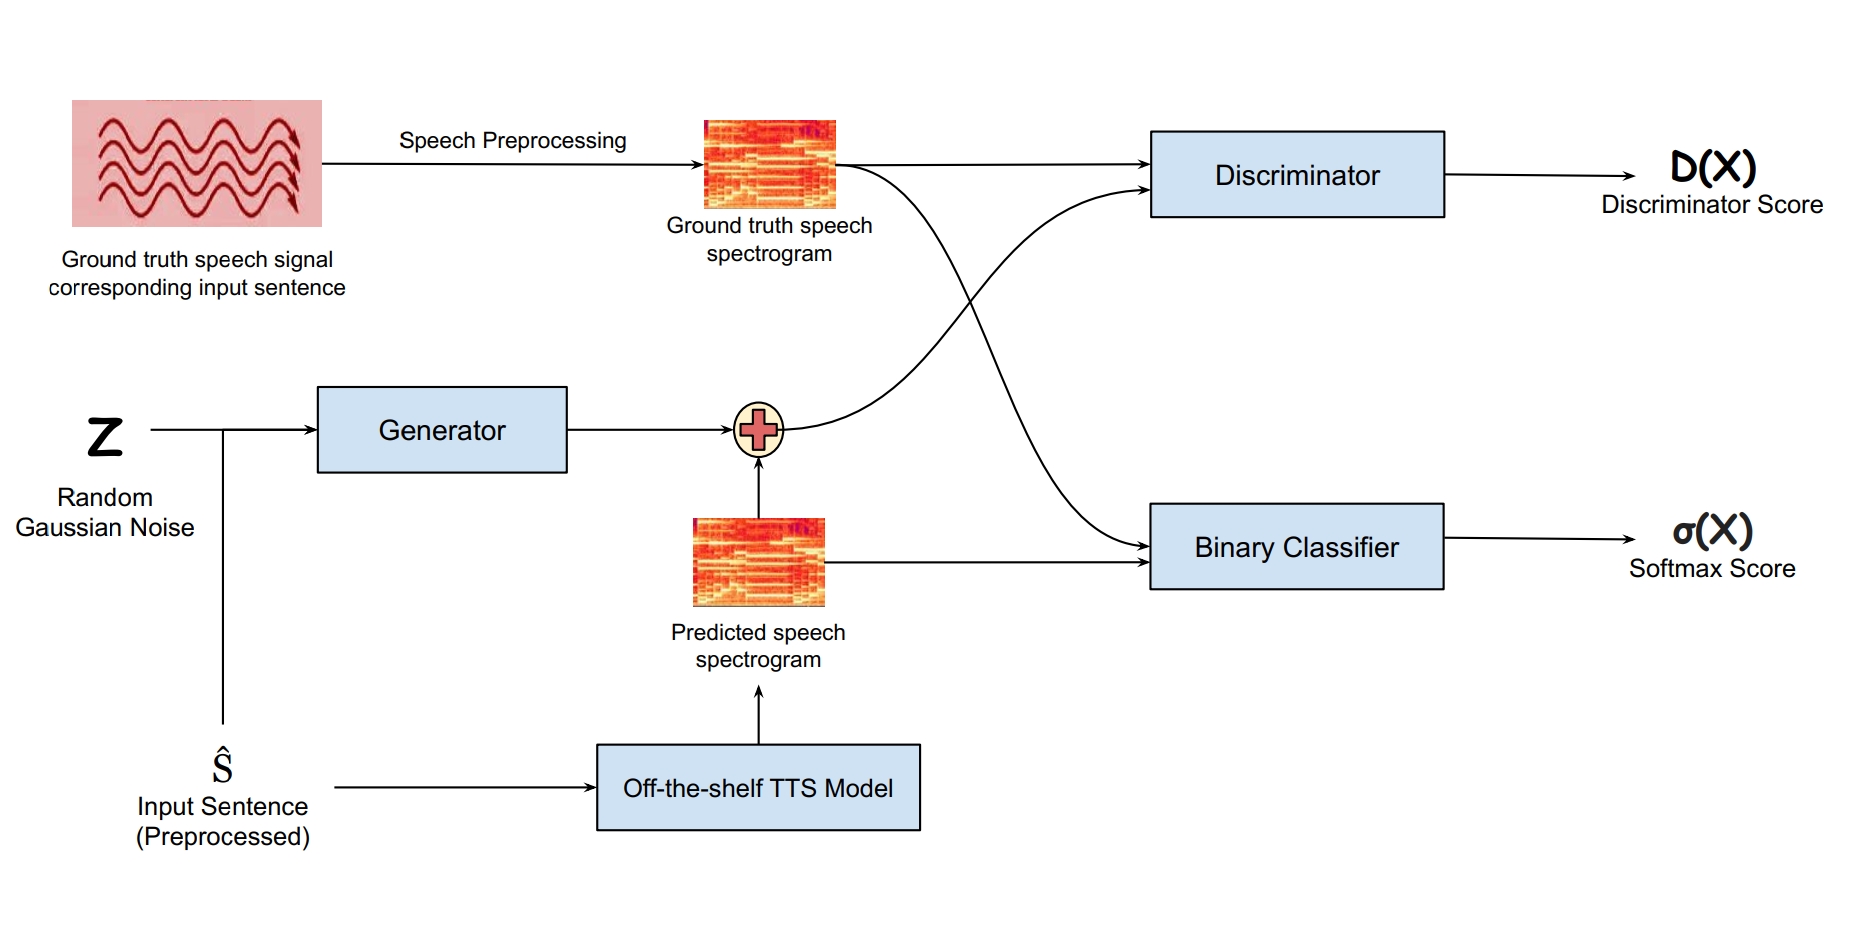 Speech Preprocessing
Discriminator
D(X)
Discriminator Score
Ground truth speech
spectrogram
Ground truth speech signal
corresponding input sentence
Z
Generator
Random
Gaussian Noise
Binary Classifier
σ(X)
Softmax Score
Predicted speech
spectrogram
Ŝ
Input Sentence
(Preprocessed)
Off-the-shelf TTS Model